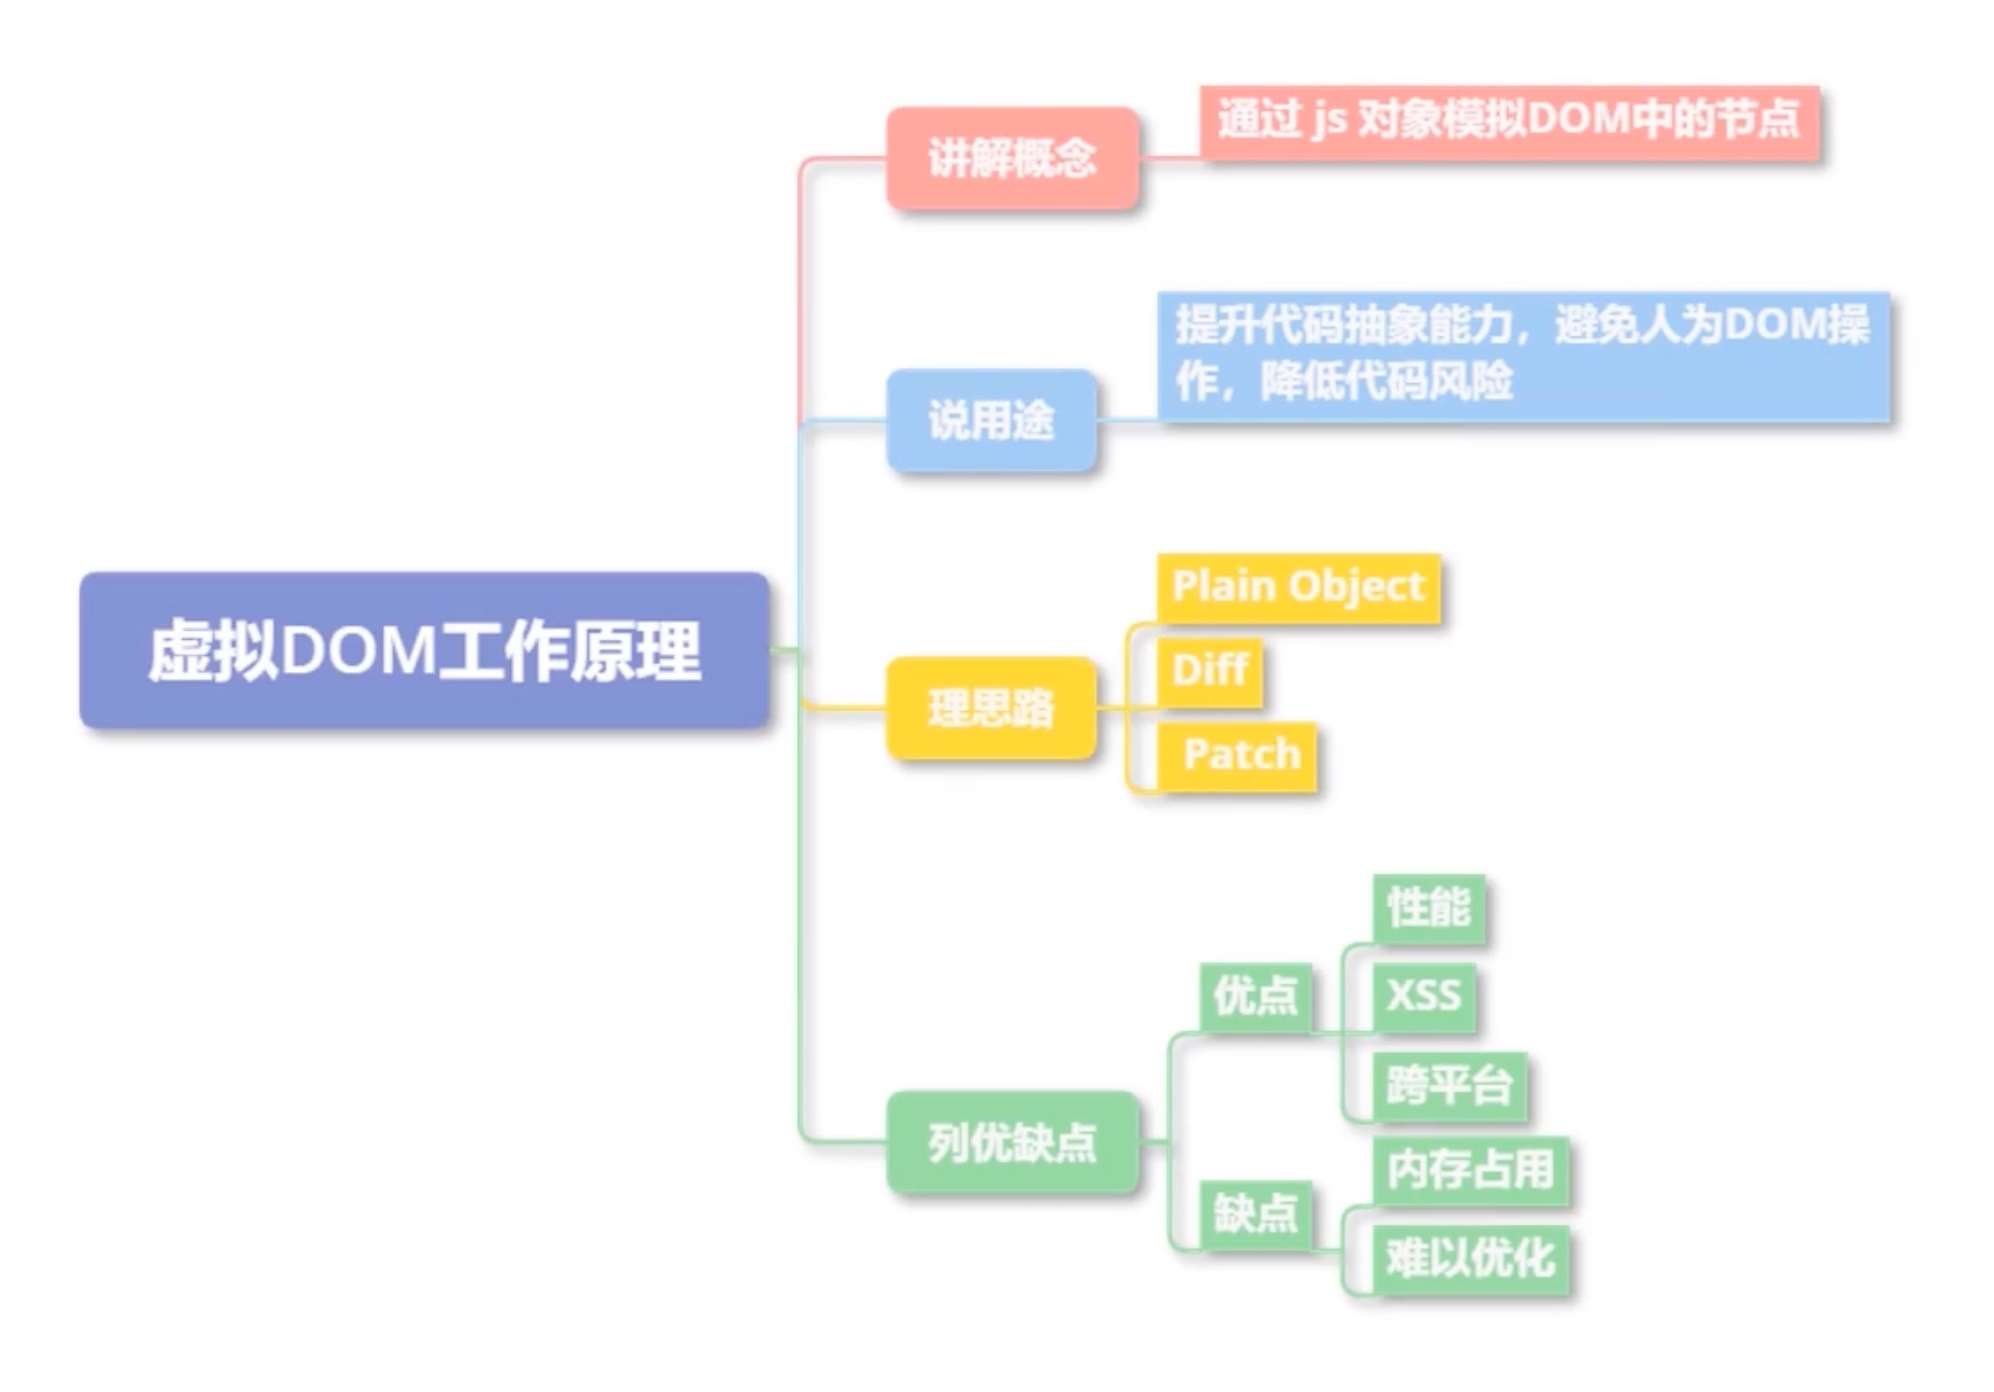 讲解概念
通过 js 对象模拟DOM中的节点
说用途
提升代码抽象能力，避免人为DOM操
作，降低代码风险
虚拟DOM工作原理
理思路
Plain Object
Diff
Patch
列优缺点
优点
性能
XSS
跨平台
缺点
内存占用
难以优化